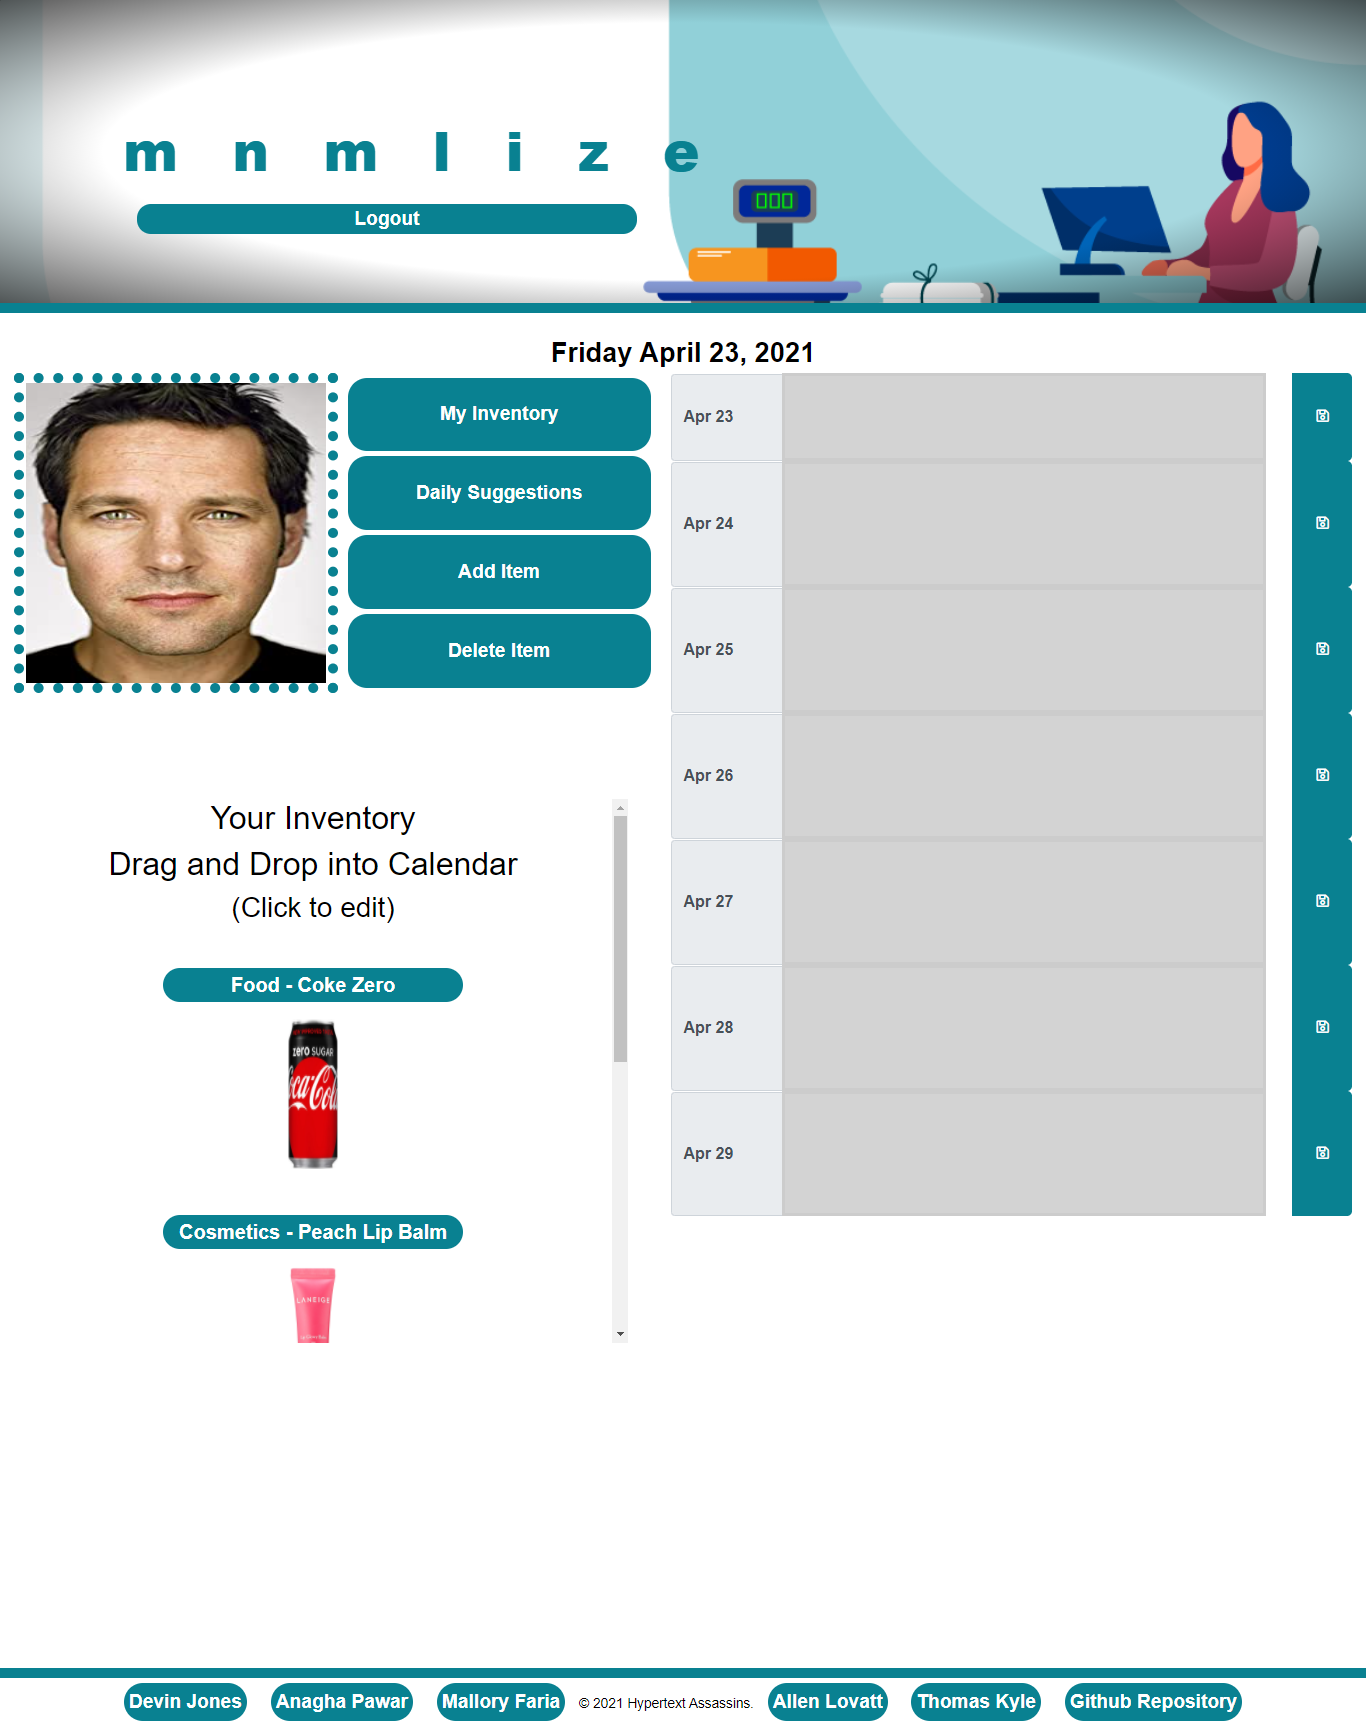 m n m l i z e
Logout
Friday April 23, 2021
My Inventory
Daily Suggestions
Add Item
Delete Item
Apr 23
Apr 24
Apr 25
Apr 26
Apr 27
Apr 28
Apr 29
Your Inventory
Drag and Drop into Calendar
(Click to edit)
Food - Coke Zero
zero SUGAR
Coca-Cola
Cosmetics - Peach Lip Balm
LANEIGE
Devin Jones
Anagha Pawar
Mallory Faria
© 2021 Hypertext Assassins.
Allen Lovatt
Thomas Kyle
Github Repository